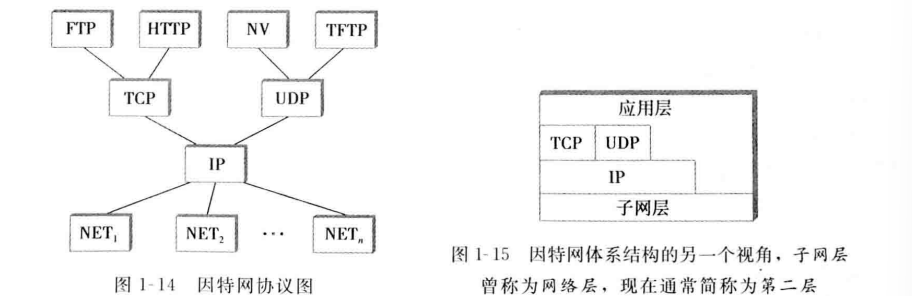 FTP HTTP NV TFTP
TCP UDP
IP
NET₁ NET₂ ··· NETₙ
图 1-14 因特网协议图
应用层
TCP UDP
IP
子网层
图 1-15 因特网体系结构的另一个视角，子网层
曾称为网络层，现在通常简称为第二层